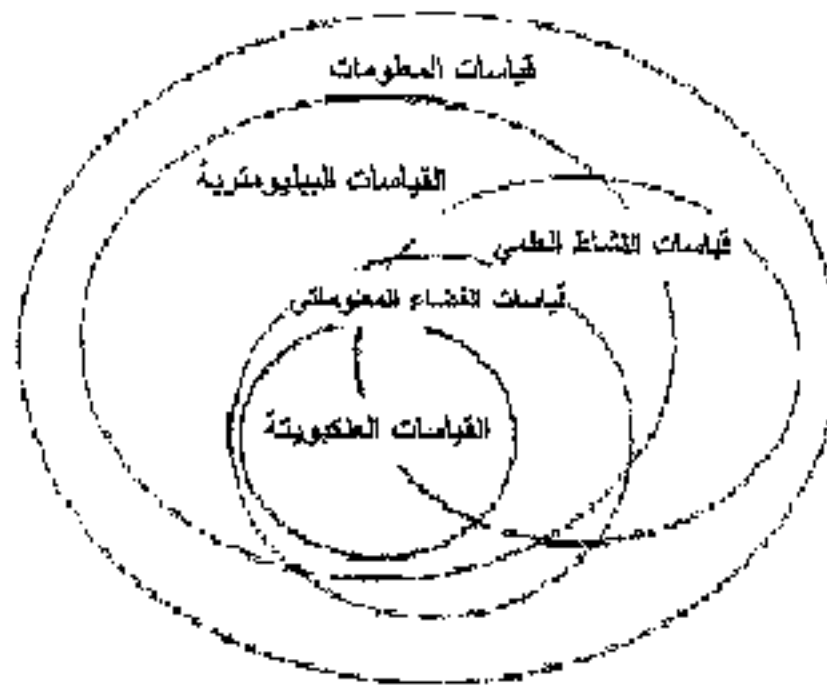 قياسات المعلومات
القياسات الببليومترية
قياسات النشاط العلمي
قياسات الفضاء المعلوماتي
القياسات العنكبوتية